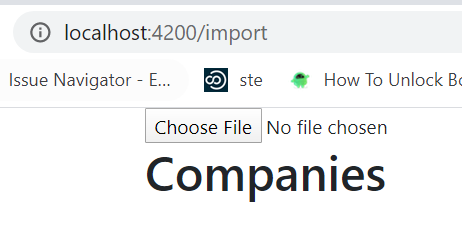 localhost:4200/import
Issue Navigator - E... ste How To Unlock Bo
Choose File No file chosen
Companies